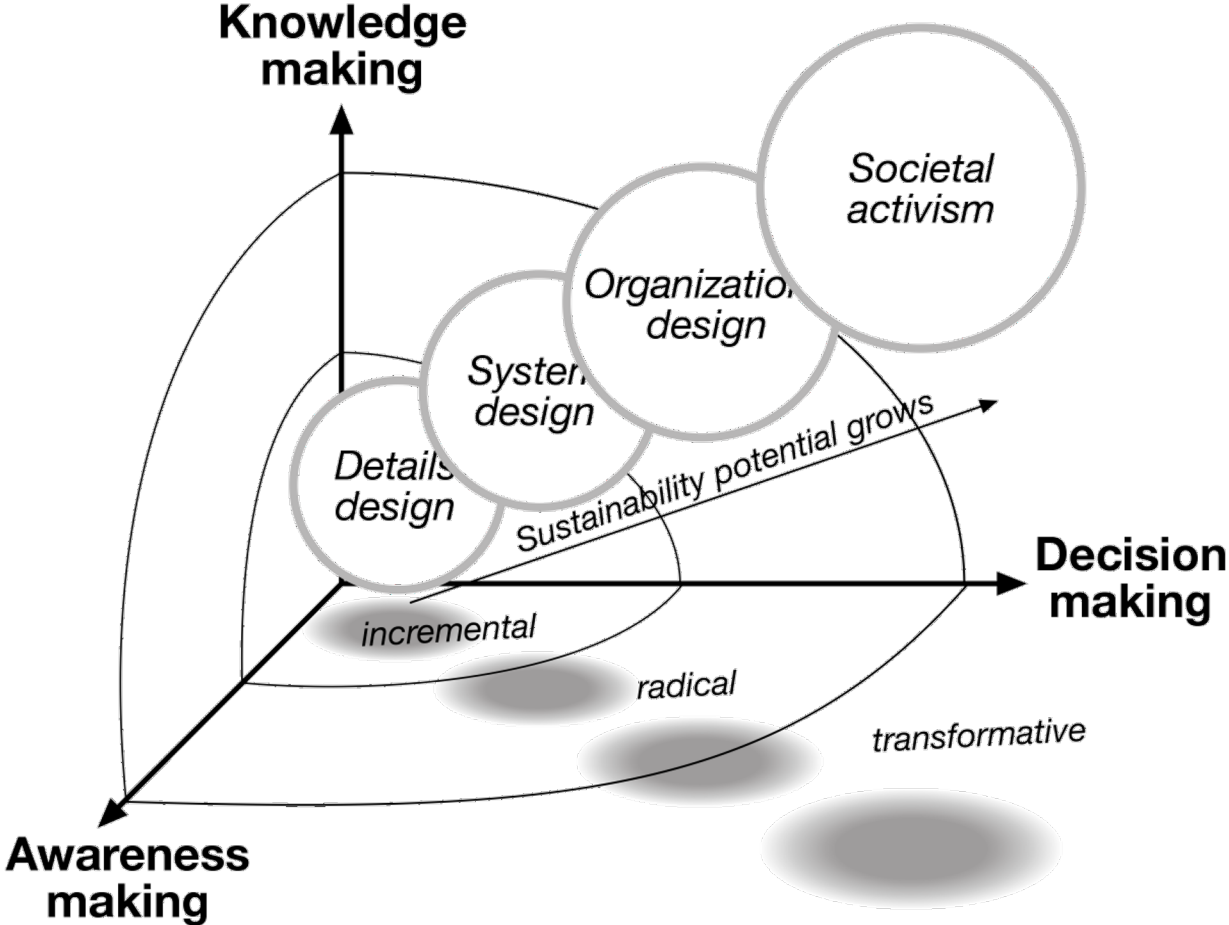 Knowledge
making
Societal
activism
Organization
design
System
design
Details
design
Sustainability potential grows
Decision
making
incremental
radical
transformative
Awareness
making